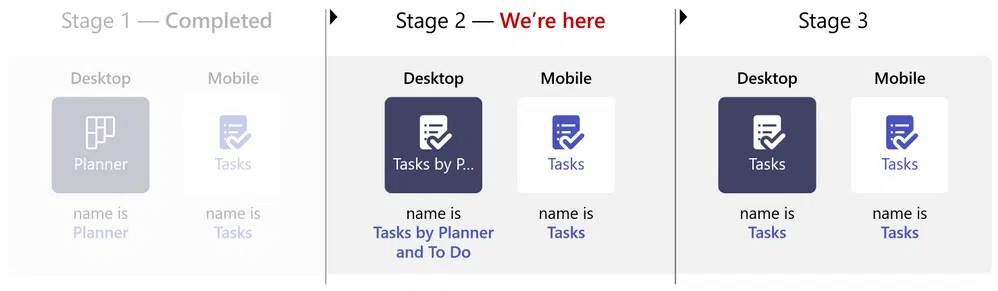 Stage 1 — Completed
Stage 2 — We're here
Stage 3
Desktop
Mobile
Desktop
Mobile
Desktop
Mobile
Planner
Tasks
Tasks by P...
Tasks
Tasks
Tasks
name is
Planner
name is
Tasks
name is
Tasks by Planner
and To Do
name is
Tasks
name is
Tasks
name is
Tasks